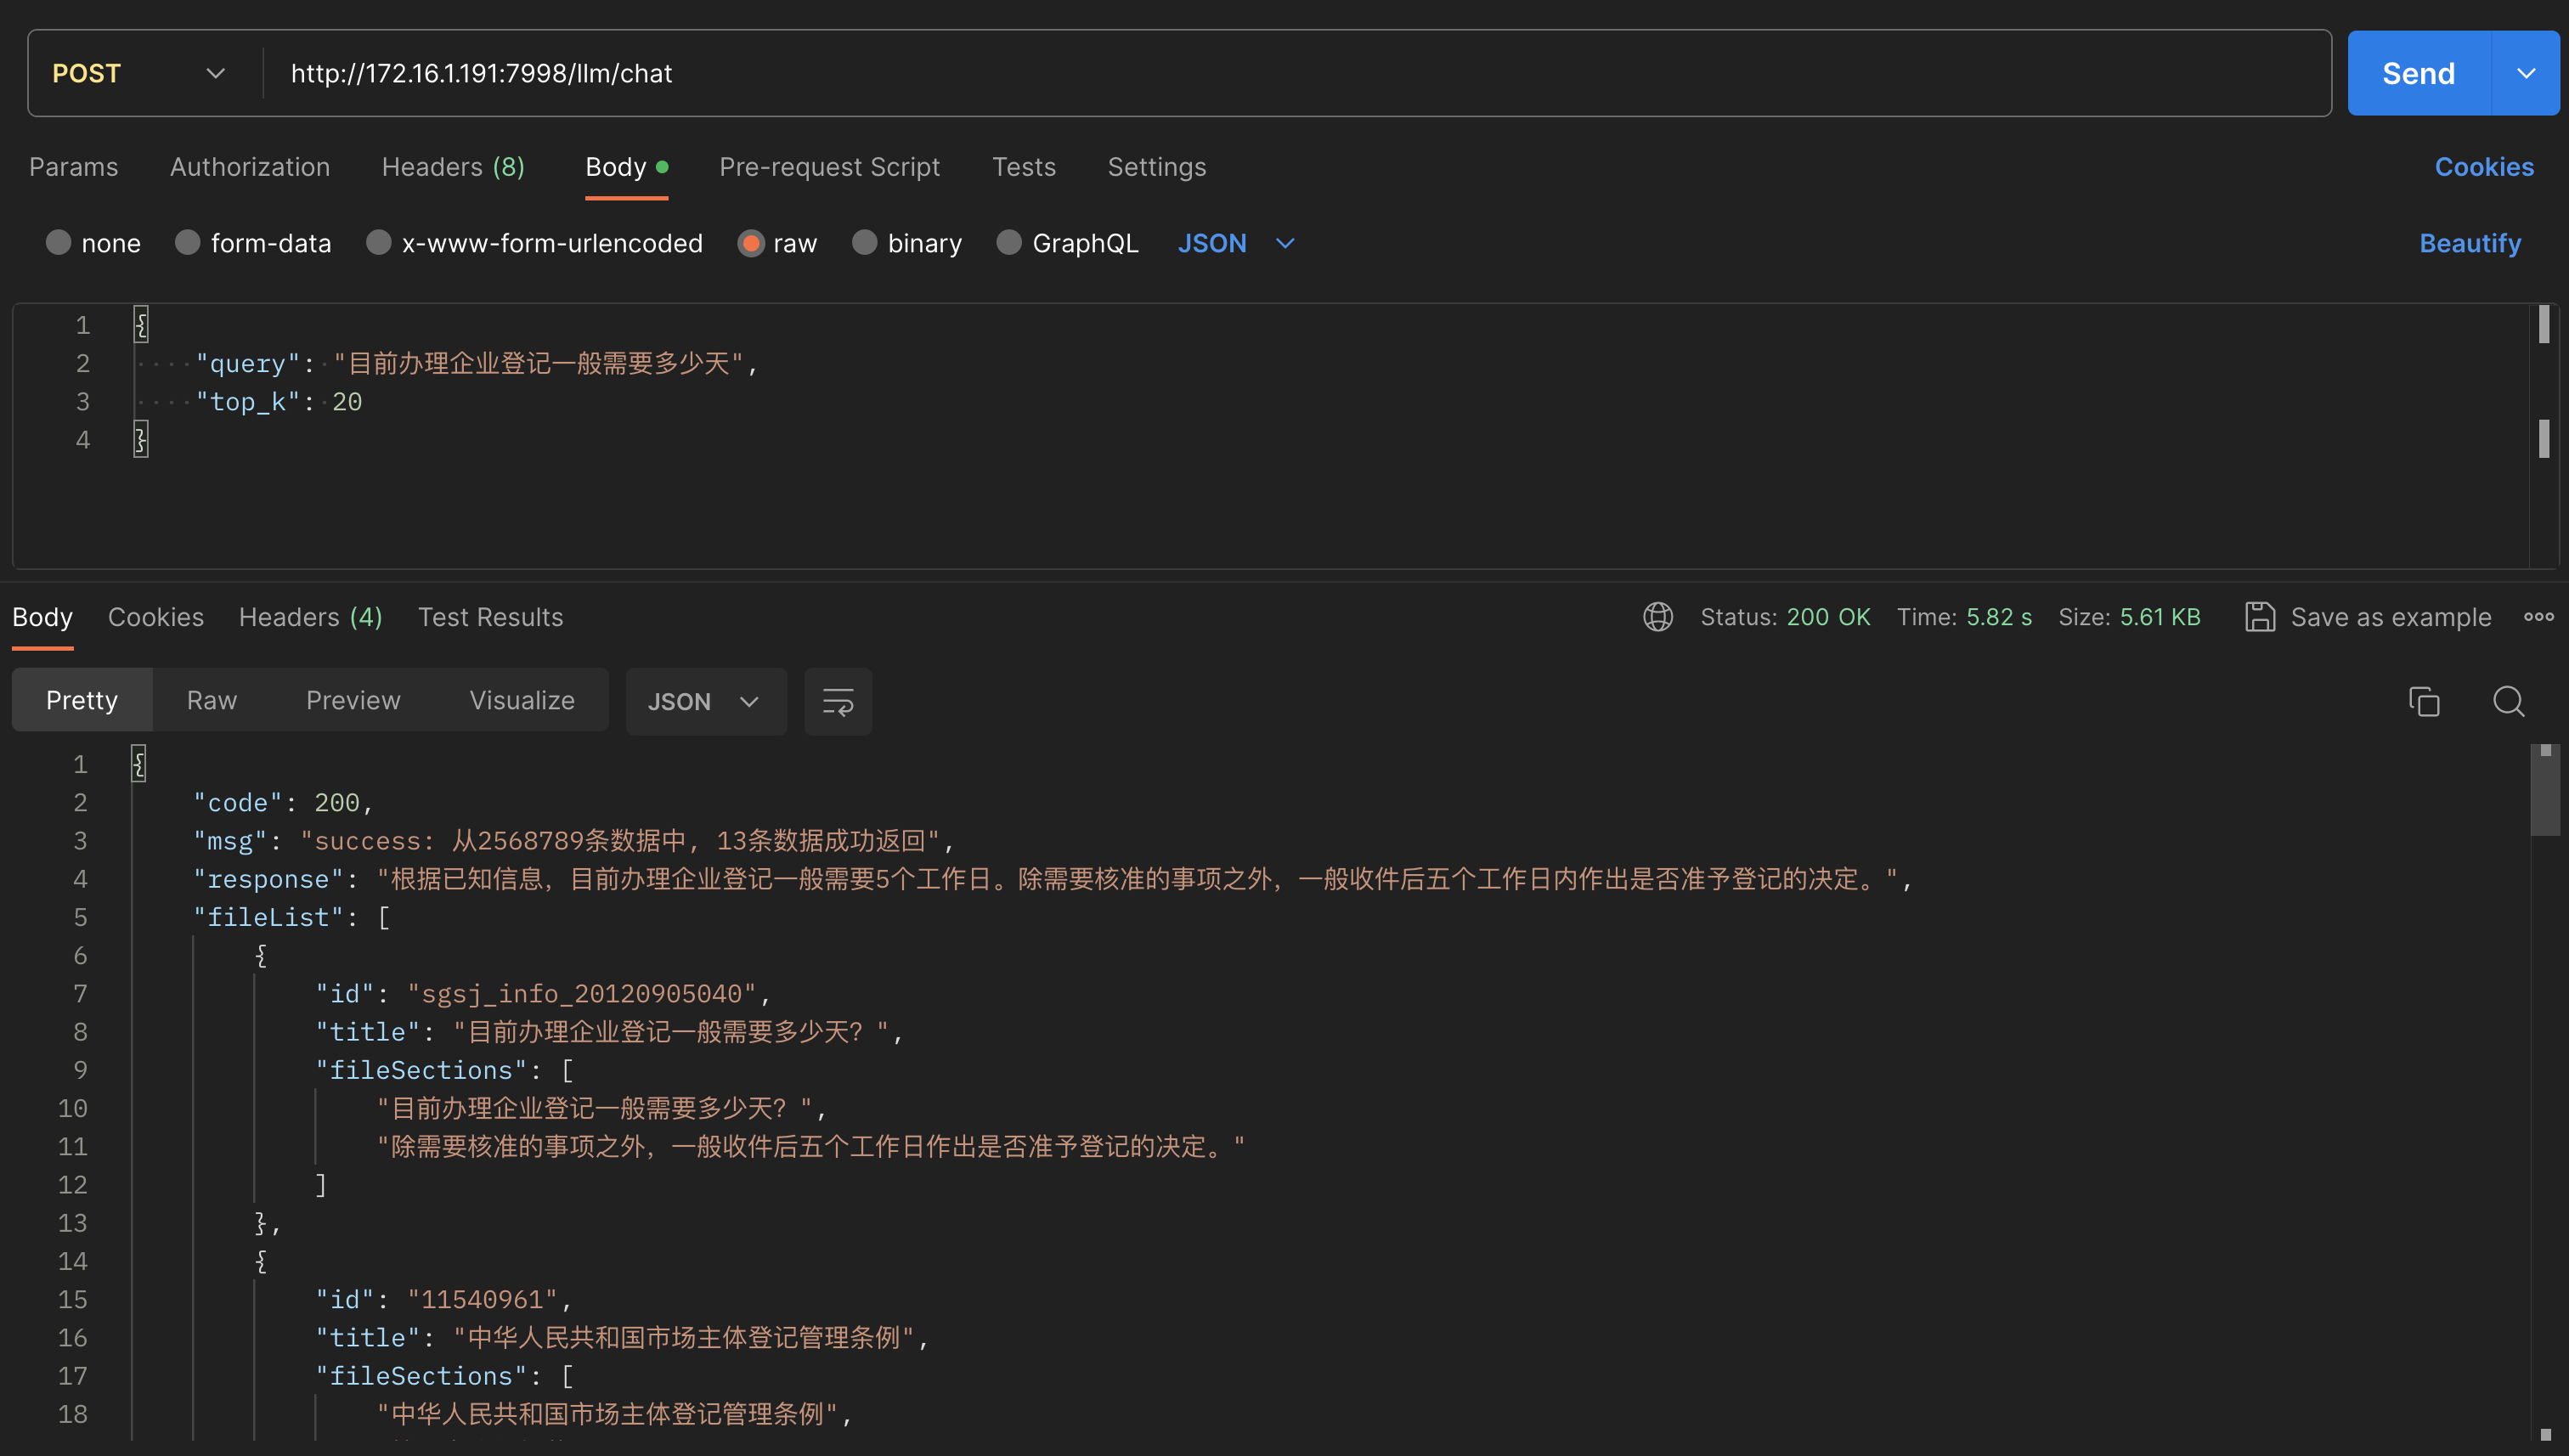 POST http://172.16.1.191:7998/llm/chat Send
Params Authorization Headers (8) Body Pre-request Script Tests Settings Cookies
none form-data x-www-form-urlencoded raw binary GraphQL JSON Beautify
1 {
2 "query": "目前办理企业登记一般需要多少天",
3 "top_k": 20
4 }
Body Cookies Headers (4) Test Results Status: 200 OK Time: 5.82 s Size: 5.61 KB Save as example
Pretty Raw Preview Visualize JSON
1 {
2 "code": 200,
3 "msg": "success: 从2568789条数据中, 13条数据成功返回",
4 "response": "根据已知信息，目前办理企业登记一般需要5个工作日。除需要核准的事项之外，一般收件后五个工作日内作出是否准予登记的决定。",
5 "fileList": [
6 {
7 "id": "sgsj_info_20120905040",
8 "title": "目前办理企业登记一般需要多少天？",
9 "fileSections": [
10 "目前办理企业登记一般需要多少天？",
11 "除需要核准的事项之外，一般收件后五个工作日作出是否准予登记的决定。"
12 ]
13 },
14 {
15 "id": "11540961",
16 "title": "中华人民共和国市场主体登记管理条例",
17 "fileSections": [
18 "中华人民共和国市场主体登记管理条例",